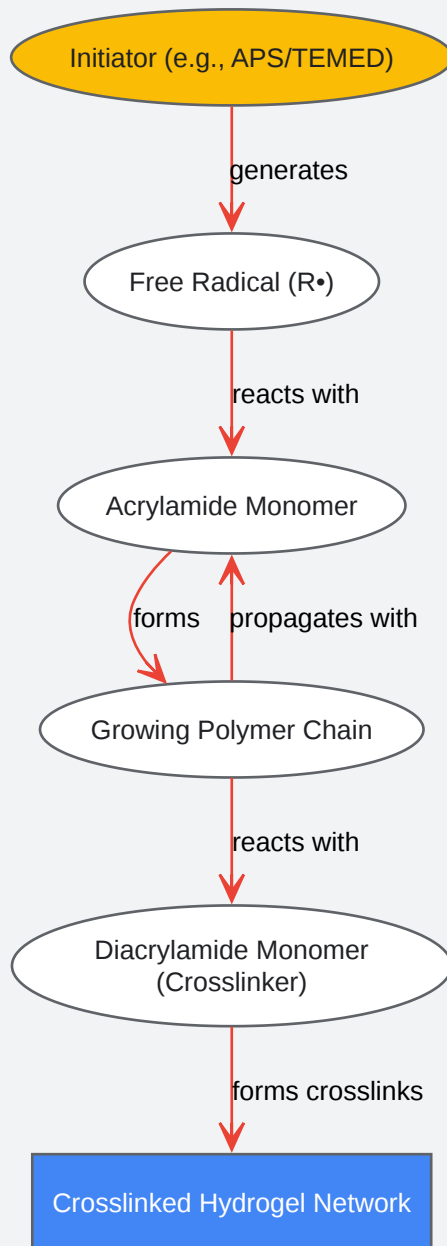 Initiator (e.g., APS/TEMED)
generates
Free Radical (R•)
reacts with
Acrylamide Monomer
forms
propagates with
Growing Polymer Chain
reacts with
Diacrylamide Monomer
(Crosslinker)
forms crosslinks
Crosslinked Hydrogel Network